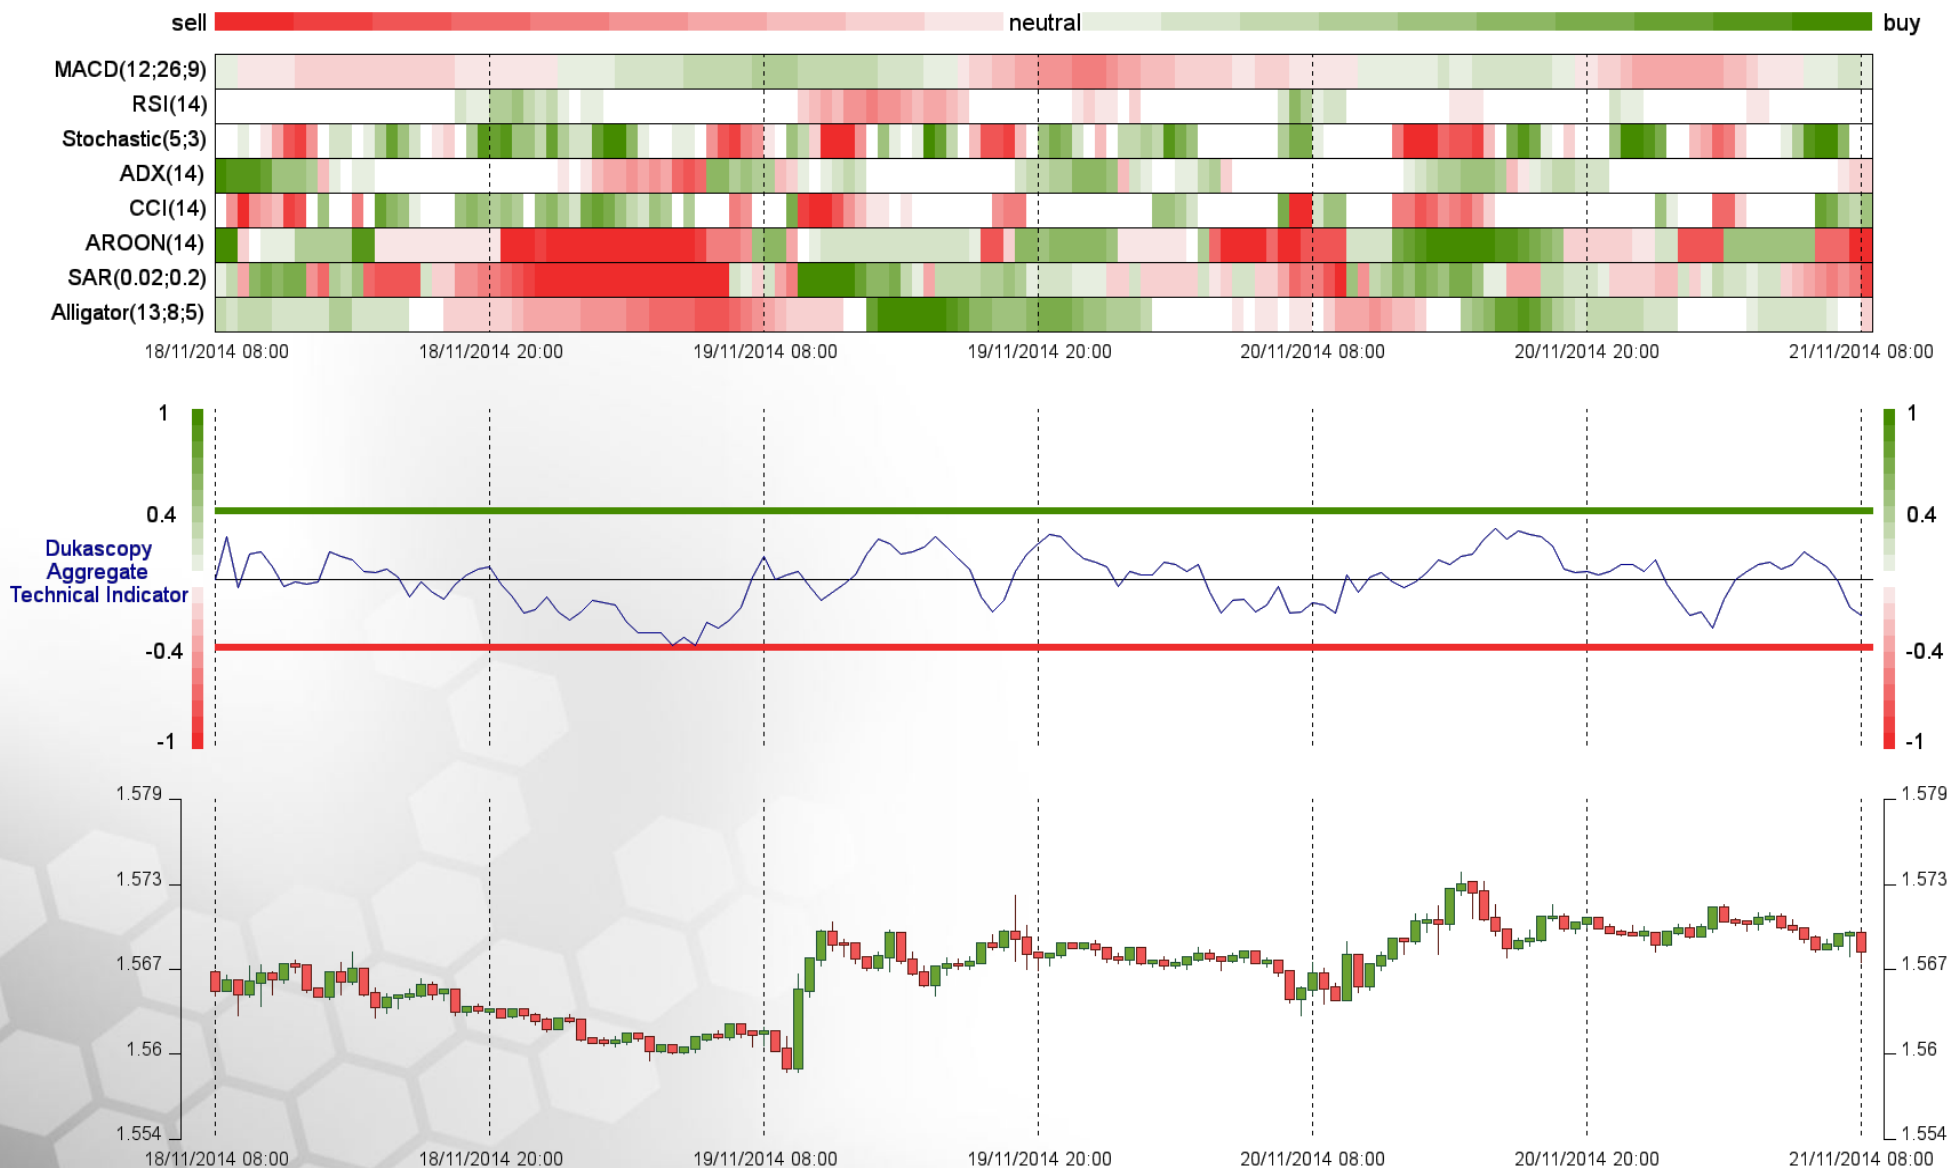 sell neutral buy
MACD(12;26;9)
RSI(14)
Stochastic(5;3)
ADX(14)
CCI(14)
AROON(14)
SAR(0.02;0.2)
Alligator(13;8;5)
18/11/2014 08:00 18/11/2014 20:00 19/11/2014 08:00 19/11/2014 20:00 20/11/2014 08:00 20/11/2014 20:00 21/11/2014 08:00
1 1
0.4 0.4
Dukascopy
Aggregate
Technical Indicator
-0.4 -0.4
-1 -1
1.579 1.579
1.573 1.573
1.567 1.567
1.56 1.56
1.554 1.554
18/11/2014 08:00 18/11/2014 20:00 19/11/2014 08:00 19/11/2014 20:00 20/11/2014 08:00 20/11/2014 20:00 21/11/2014 08:00